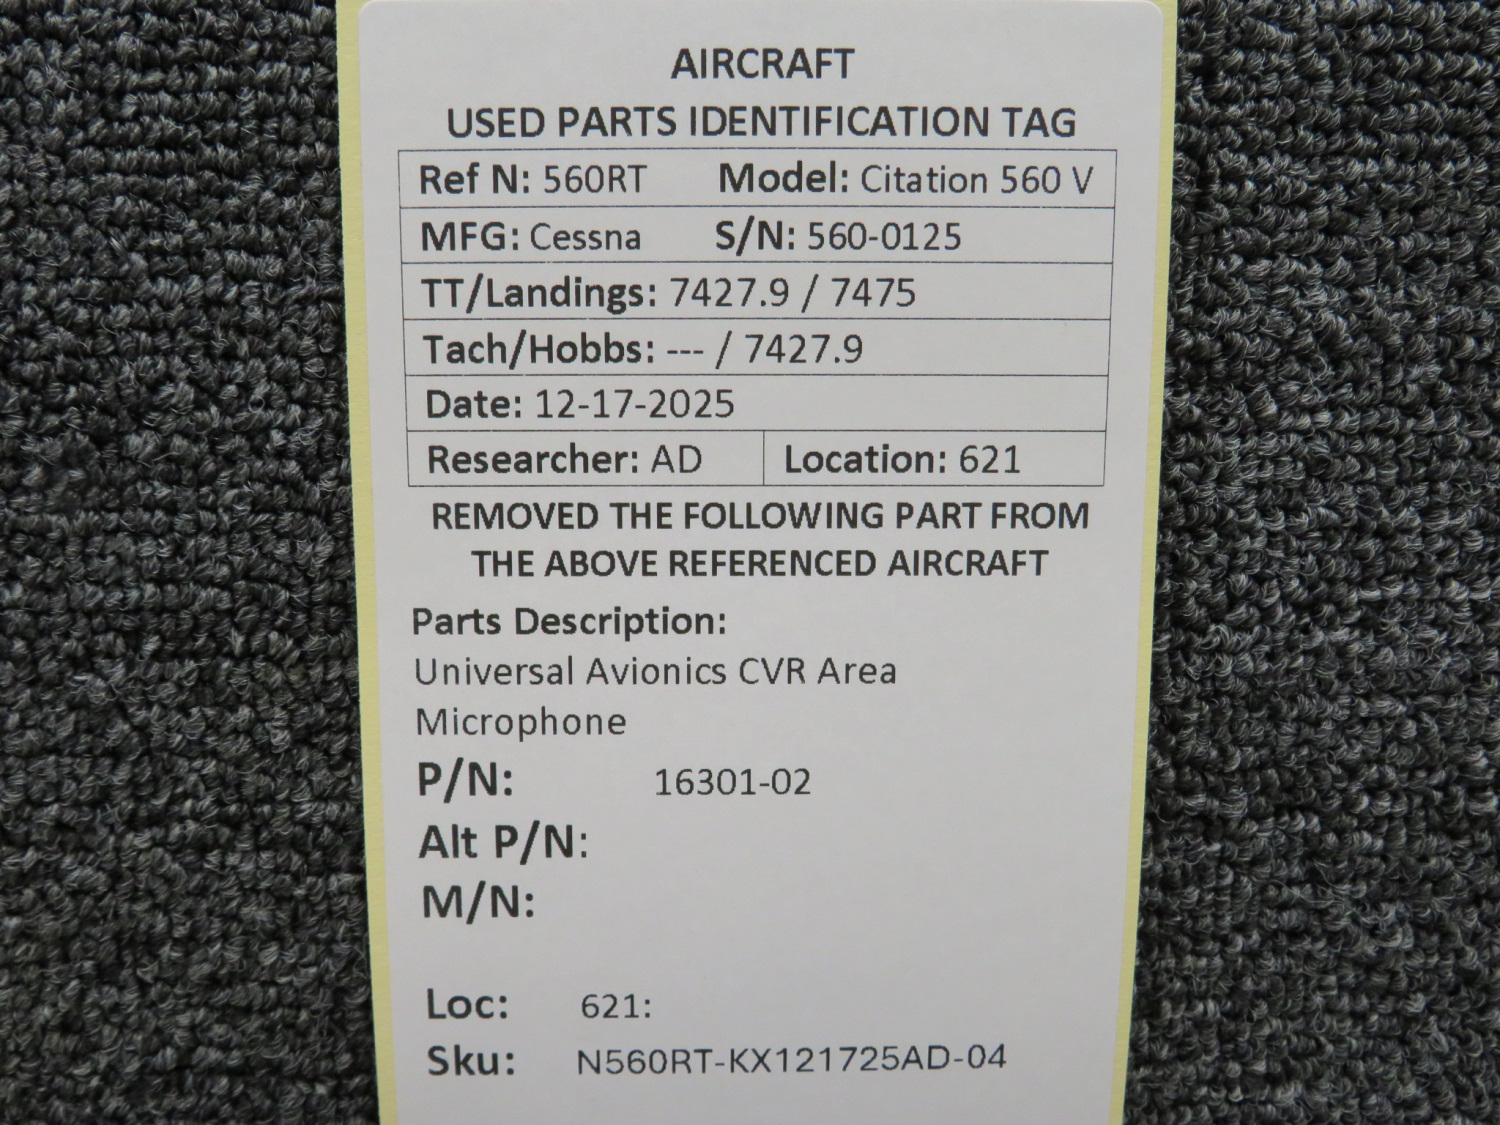 AIRCRAFT
USED PARTS IDENTIFICATION TAG
Ref N: 560RT Model: Citation 560 V
MFG: Cessna S/N: 560-0125
TT/Landings: 7427.9 / 7475
Tach/Hobbs: --- / 7427.9
Date: 12-17-2025
Researcher: AD Location: 621
REMOVED THE FOLLOWING PART FROM
THE ABOVE REFERENCED AIRCRAFT
Parts Description:
Universal Avionics CVR Area
Microphone
P/N: 16301-02
Alt P/N:
M/N:
Loc: 621:
Sku: N560RT-KX121725AD-04